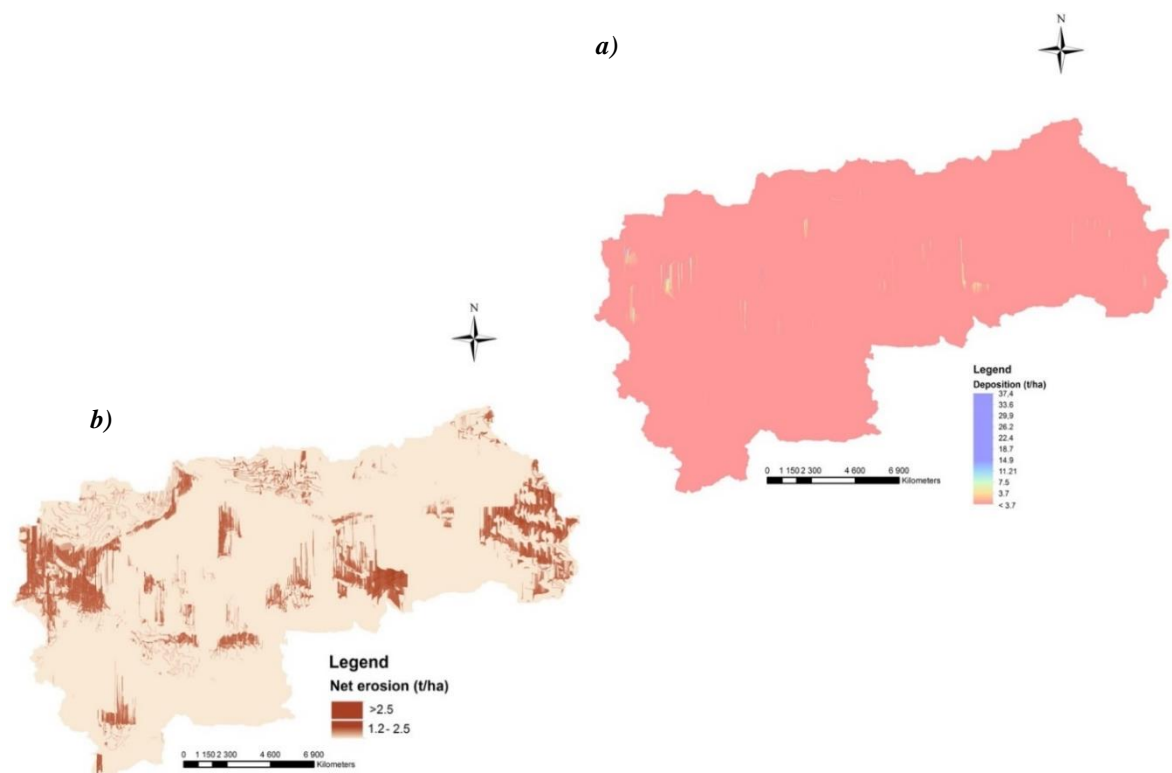 a)
N
Legend
Deposition (t/ha)
37,4
33.6
29,9
26.2
22.4
18.7
14.9
11.21
7.5
3.7
< 3.7
0 1 150 2 300 4 600 6 900
Kilometers
N
b)
Legend
Net erosion (t/ha)
>2.5
1.2- 2.5
0 1 150 2 300 4 600 6 900
Kilometers